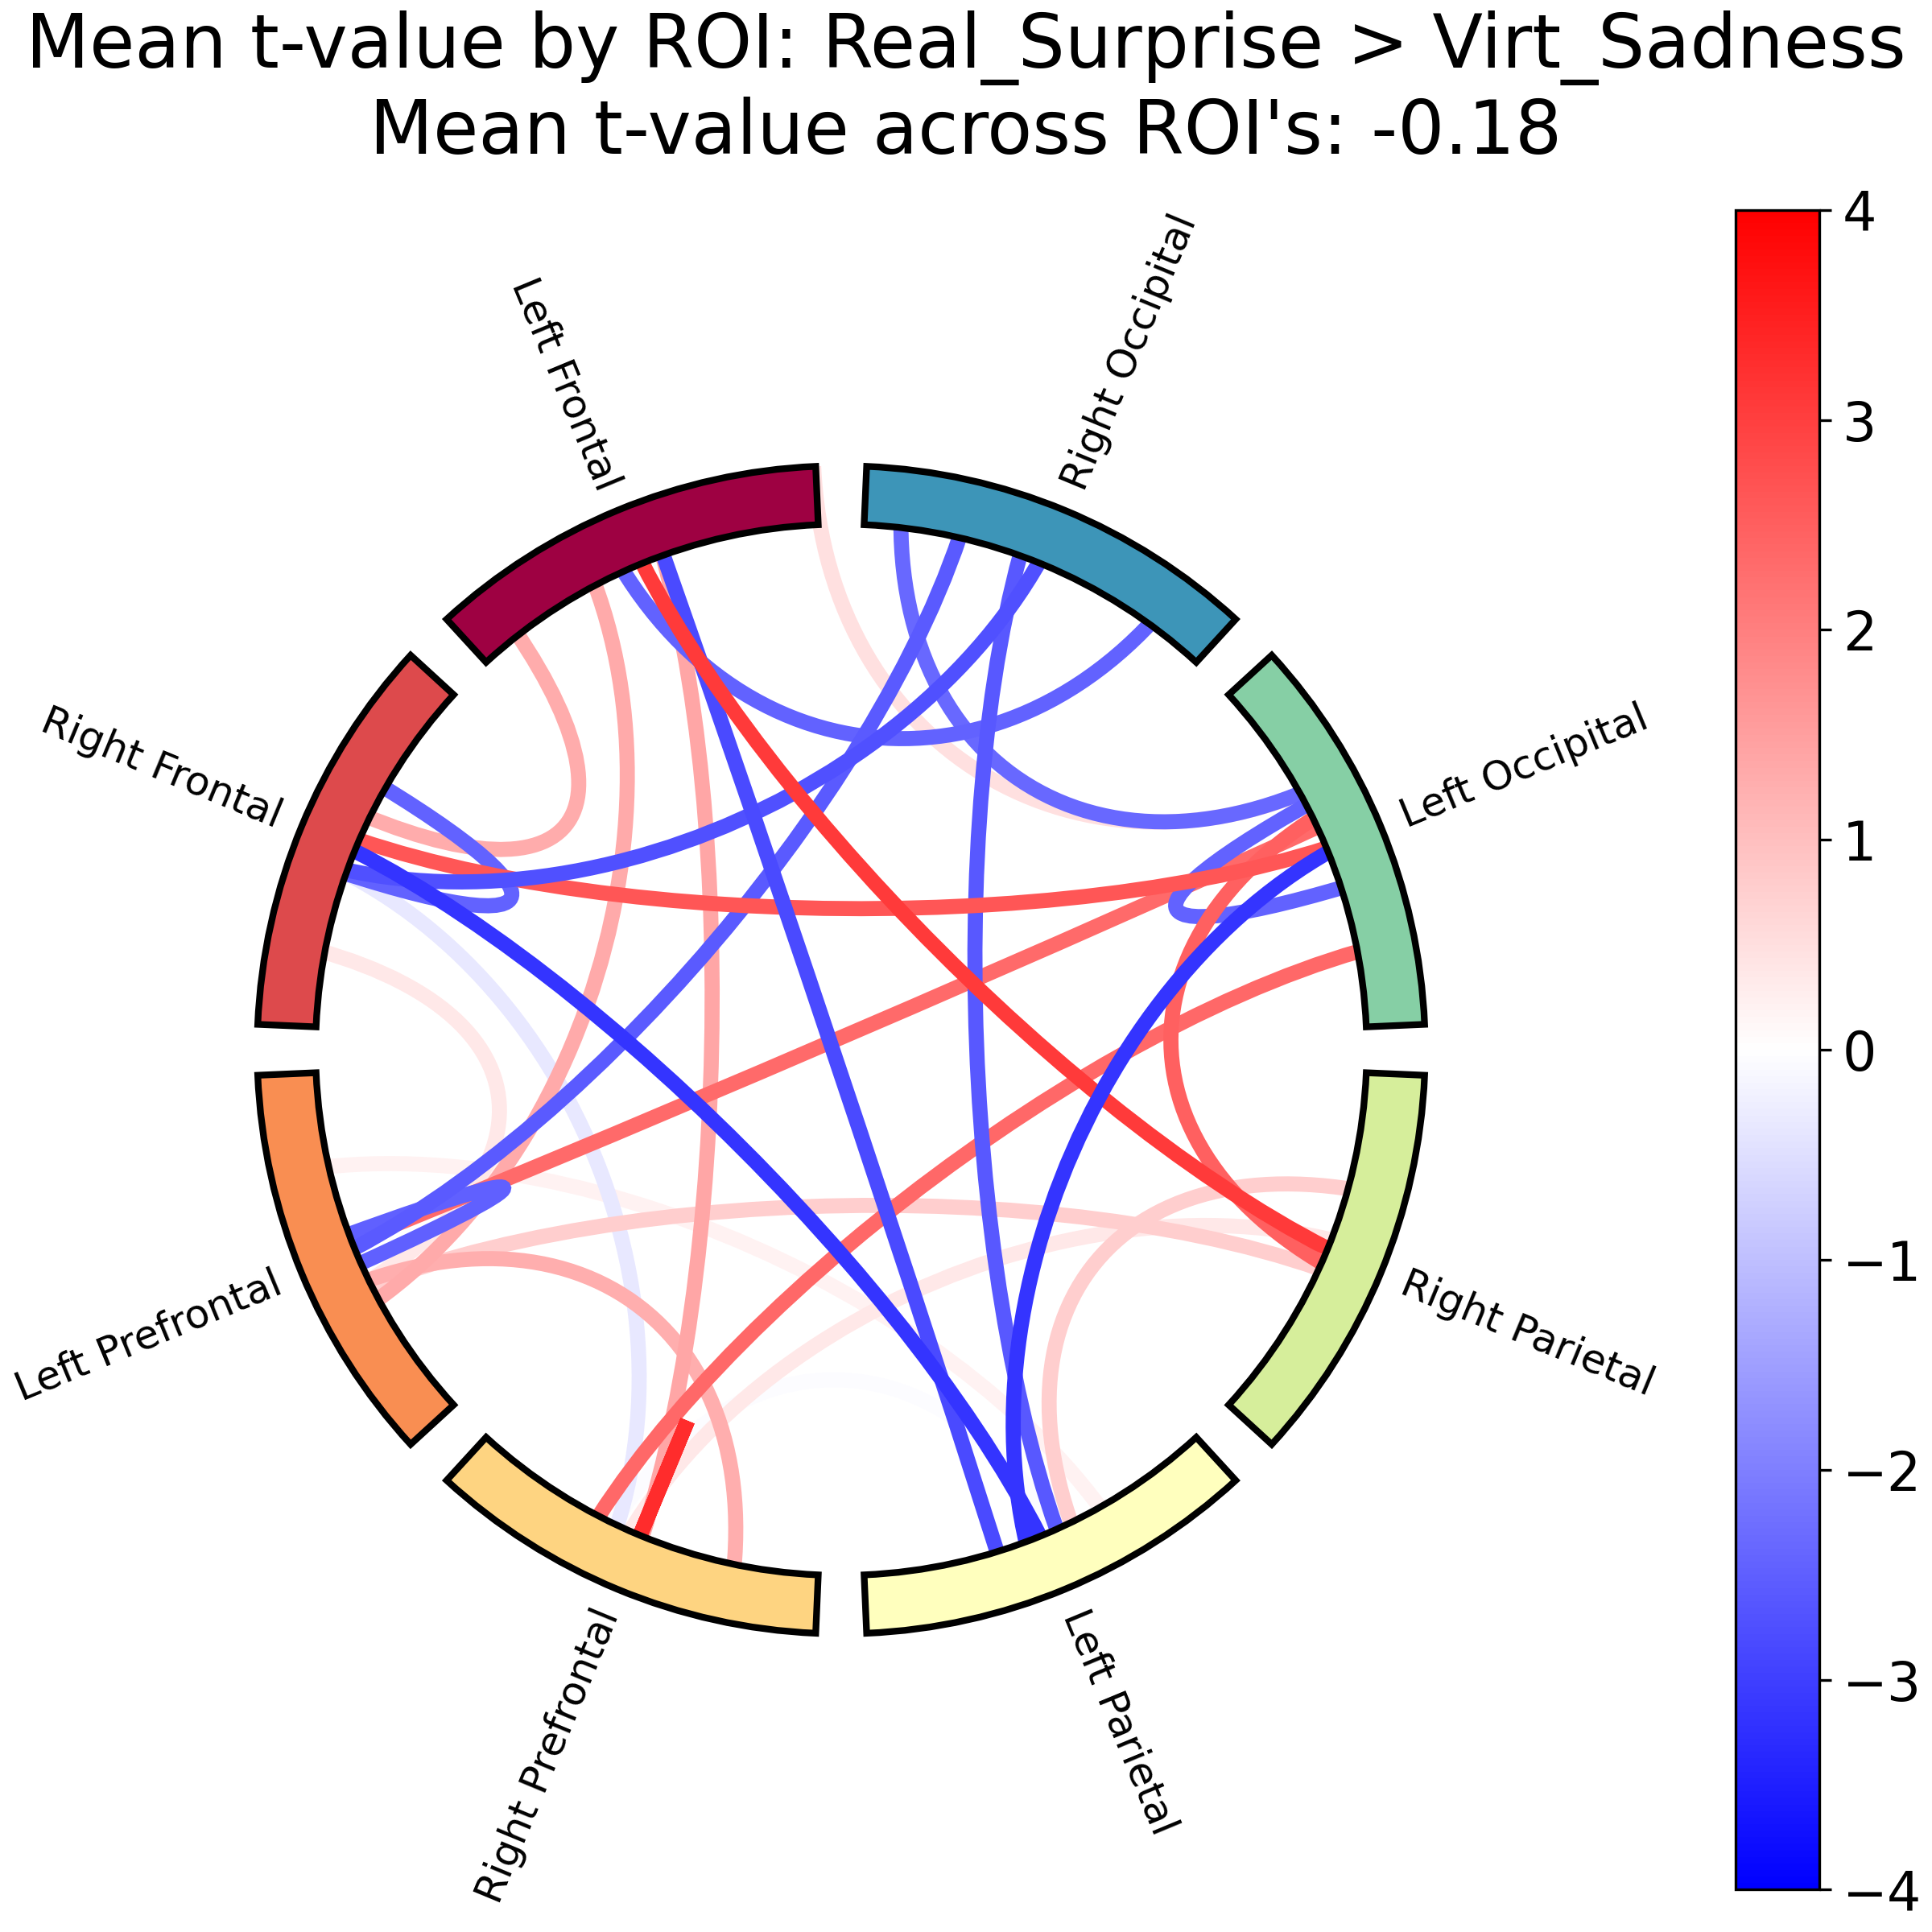 Mean t-value by ROI: Real_Surprise > Virt_Sadness
Mean t-value across ROI's: -0.18
Left Frontal
Right Occipital
Right Frontal
Left Occipital
Left Prefrontal
Right Parietal
Right Prefrontal
Left Parietal
4
3
2
1
0
−1
−2
−3
−4